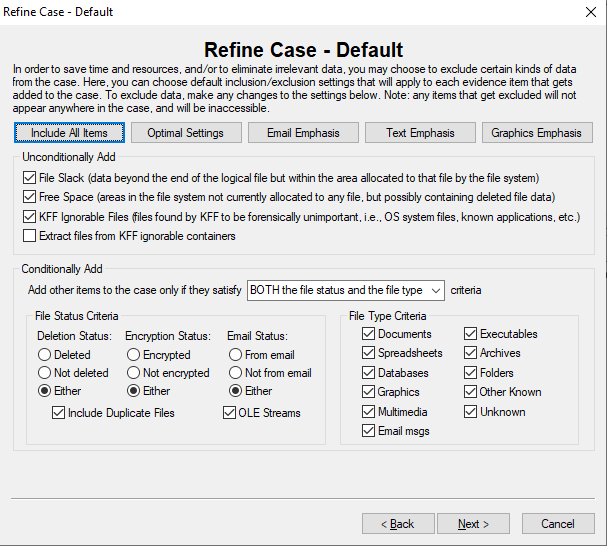 Refine Case - Default
Refine Case - Default
In order to save time and resources, and/or to eliminate irrelevant data, you may choose to exclude certain kinds of data
from the case. Here, you can choose default inclusion/exclusion settings that will apply to each evidence item that gets
added to the case. To exclude data, make any changes to the settings below. Note: any items that get excluded will not
appear anywhere in the case, and will be inaccessible.
Include All Items Optimal Settings Email Emphasis Text Emphasis Graphics Emphasis
Unconditionally Add
File Slack (data beyond the end of the logical file but within the area allocated to that file by the file system)
Free Space (areas in the file system not currently allocated to any file, but possibly containing deleted file data)
KFF Ignorable Files (files found by KFF to be forensically unimportant, i.e., OS system files, known applications, etc.)
Extract files from KFF ignorable containers
Conditionally Add
Add other items to the case only if they satisfy BOTH the file status and the file type criteria
File Status Criteria
Deletion Status: Encryption Status: Email Status:
Deleted Encrypted From email
Not deleted Not encrypted Not from email
Either Either Either
Include Duplicate Files OLE Streams
File Type Criteria
Documents Executables
Spreadsheets Archives
Databases Folders
Graphics Other Known
Multimedia Unknown
Email msgs
< Back Next > Cancel